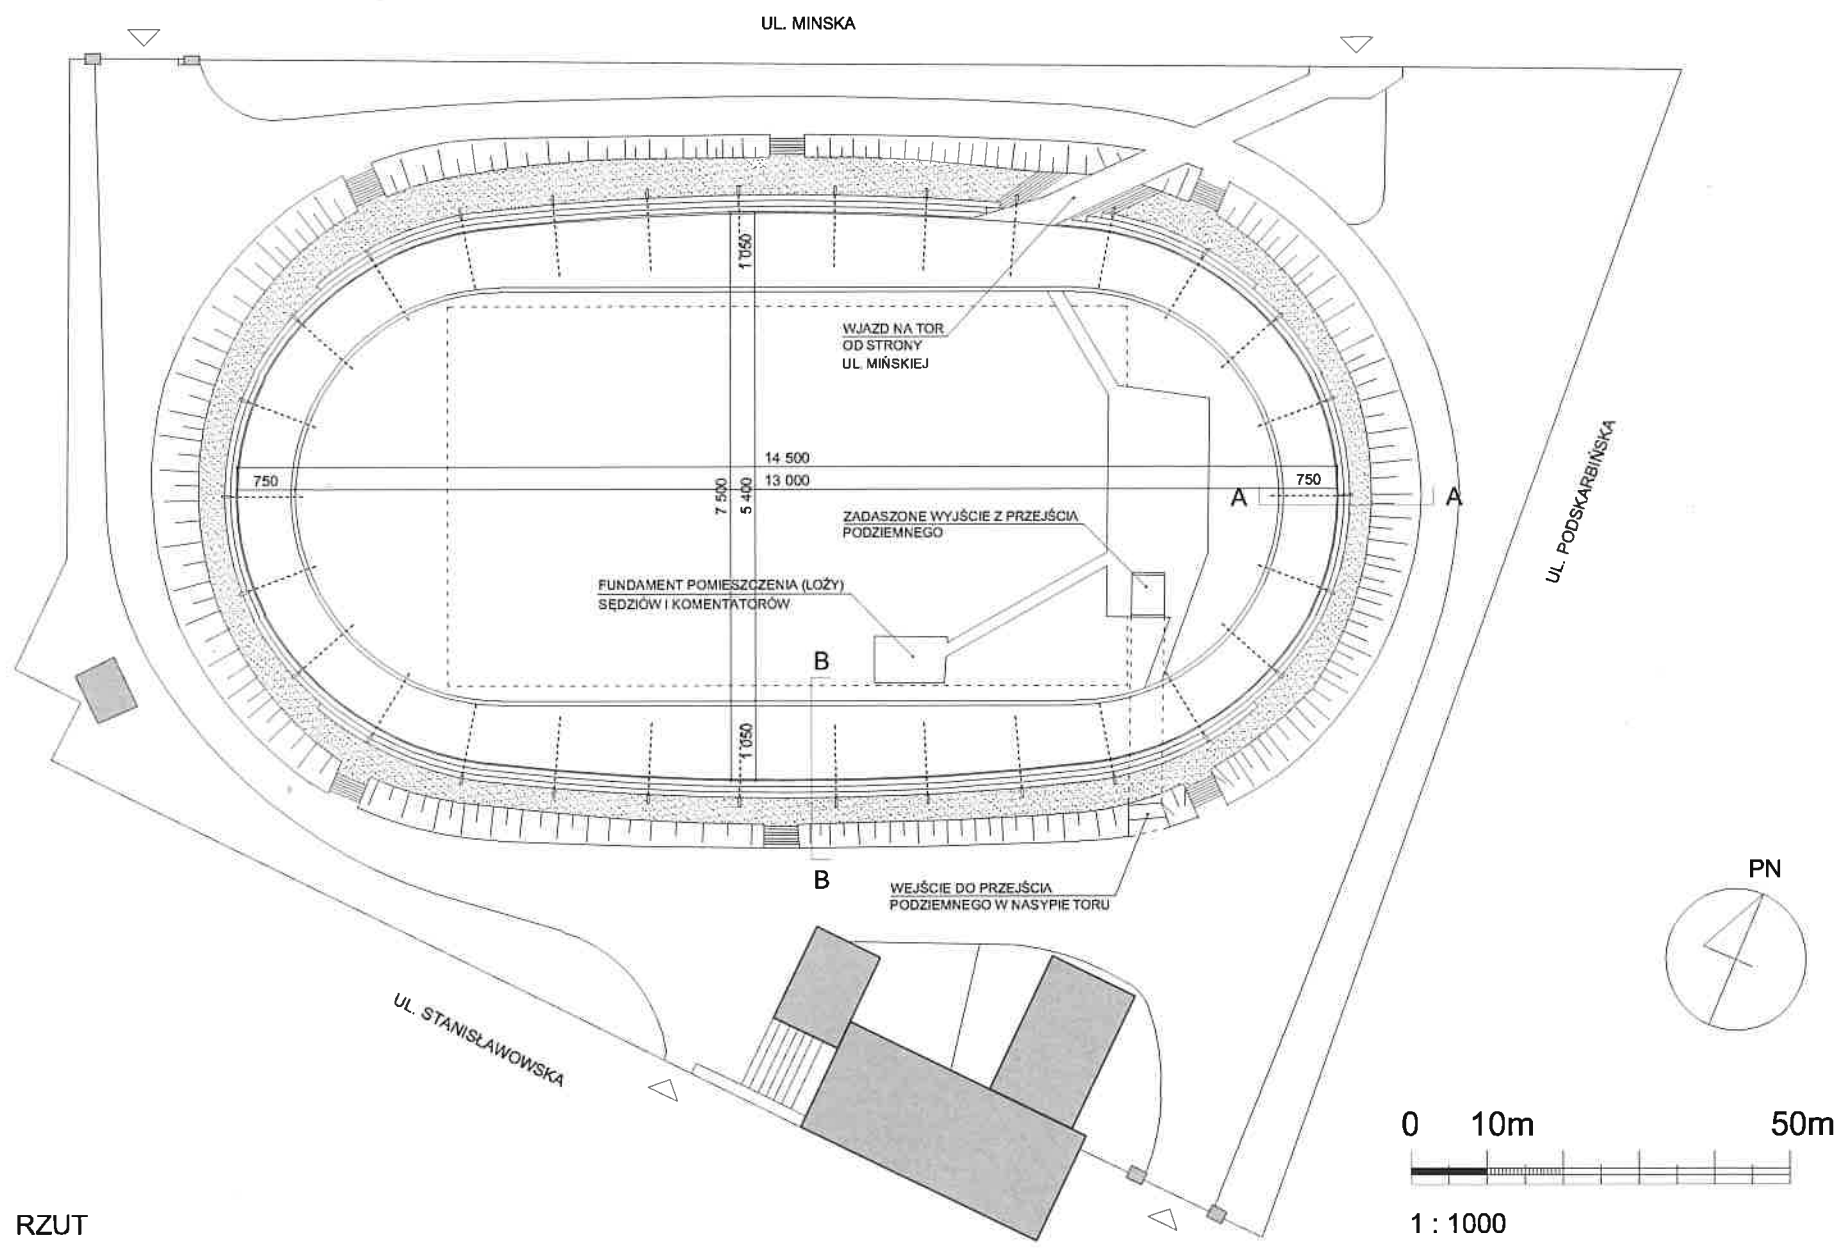 UL. MINSKA
1 050
WJAZD NA TOR
OD STRONY
UL. MIŃSKIEJ
14 500
750
13 000
750
7 500
5 400
A
A
ZADASZONE WYJŚCIE Z PRZEJŚCIA
PODZIEMNEGO
UL. PODSKARBIŃSKA
FUNDAMENT POMIESZCZENIA (LOŻY)
SĘDZIÓW I KOMENTATORÓW
B
1 050
B
WEJŚCIE DO PRZEJŚCIA
PODZIEMNEGO W NASYPIE TORU
PN
UL. STANISŁAWOWSKA
0 10m 50m
1 : 1000
RZUT